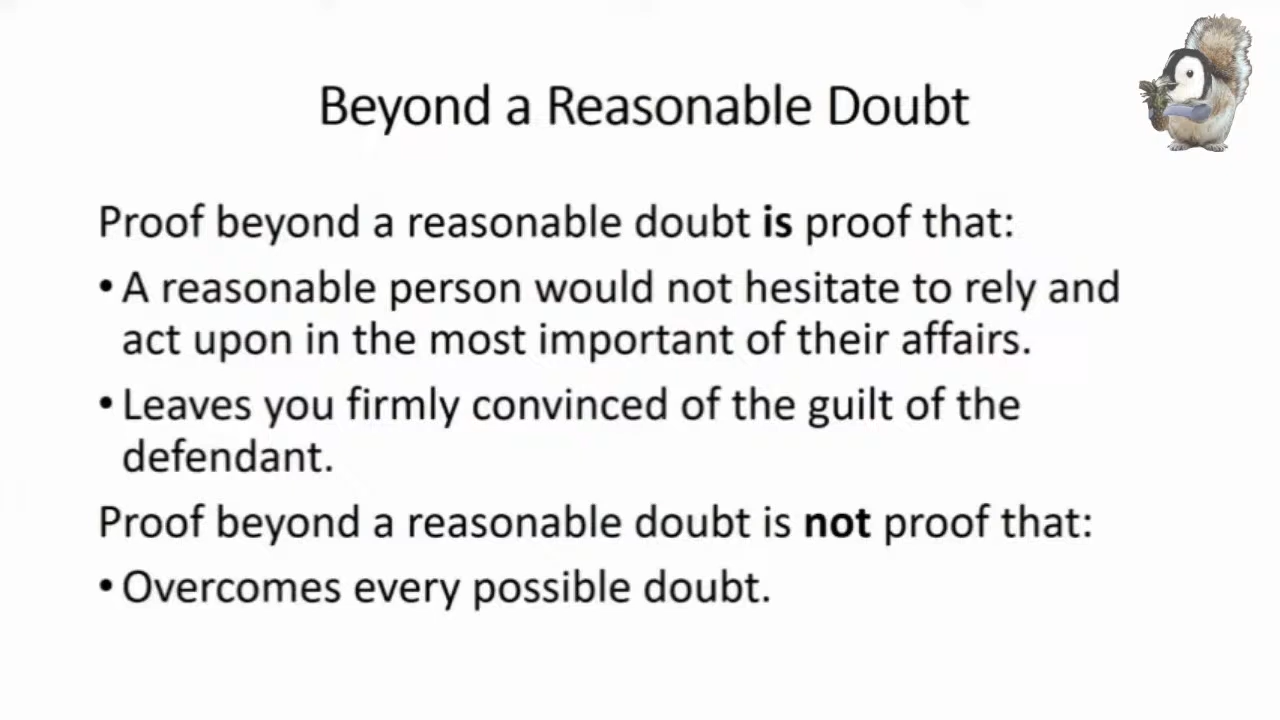 Beyond a Reasonable Doubt
Proof beyond a reasonable doubt is proof that:
• A reasonable person would not hesitate to rely and
act upon in the most important of their affairs.
• Leaves you firmly convinced of the guilt of the
defendant.
Proof beyond a reasonable doubt is not proof that:
• Overcomes every possible doubt.